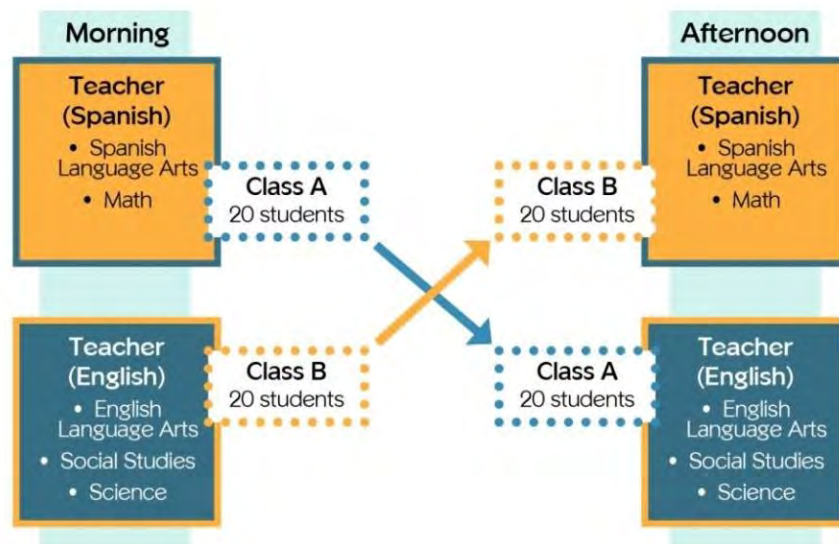 Morning
Teacher
(Spanish)
• Spanish
Language Arts
• Math
Class A
20 students
Teacher
(English)
• English
Language Arts
• Social Studies
• Science
Class B
20 students
Afternoon
Teacher
(Spanish)
• Spanish
Language Arts
• Math
Class B
20 students
Teacher
(English)
• English
Language Arts
• Social Studies
• Science
Class A
20 students